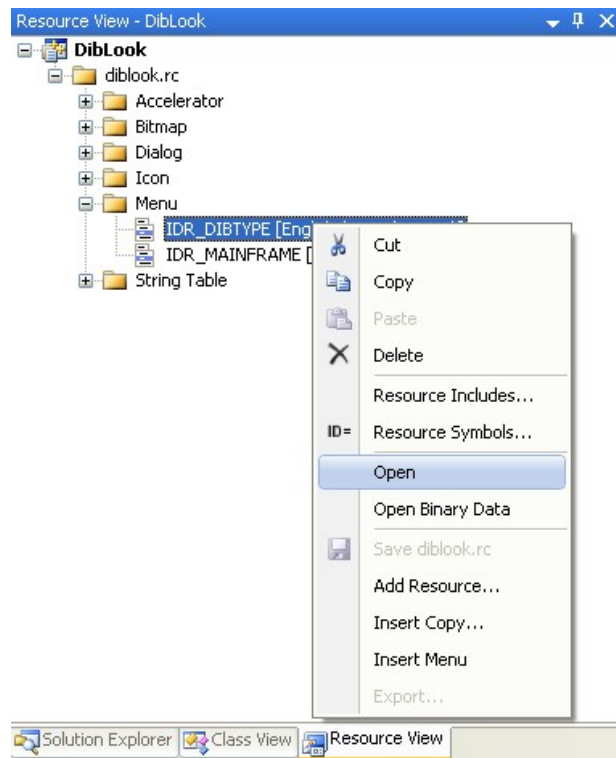 Resource View - DibLook
DibLook
diblook.rc
Accelerator
Bitmap
Dialog
Icon
Menu
IDR_DIBTYPE [Eng
IDR_MAINFRAME [
String Table
Cut
Copy
Paste
Delete
Resource Includes...
ID= Resource Symbols...
Open
Open Binary Data
Save diblook.rc
Add Resource...
Insert Copy...
Insert Menu
Export...
Solution Explorer Class View Resource View